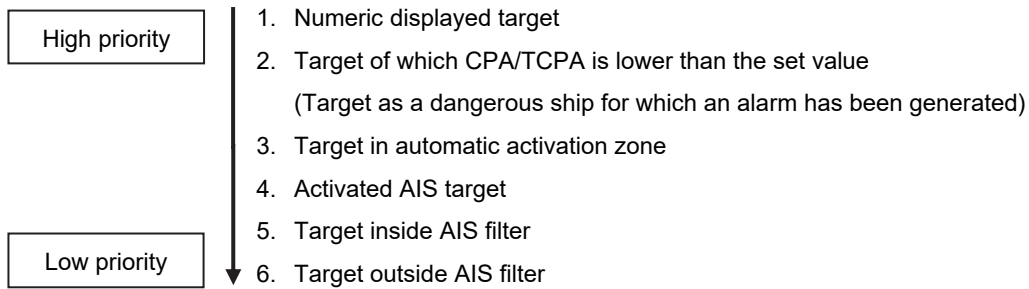 High priority
1. Numeric displayed target
2. Target of which CPA/TCPA is lower than the set value
(Target as a dangerous ship for which an alarm has been generated)
3. Target in automatic activation zone
4. Activated AIS target
5. Target inside AIS filter
Low priority
6. Target outside AIS filter